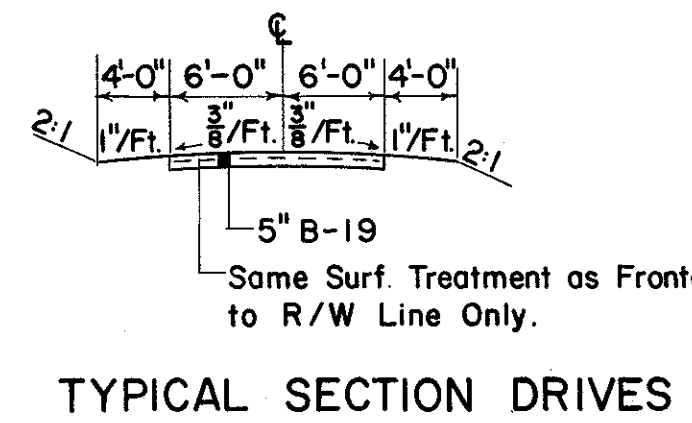 ℄
4'-0" 6'-0" 6'-0" 4'-0"
2:1 1"/Ft. 3/8"/Ft. 3/8"/Ft. 1"/Ft. 2:1
5" B-19
Same Surf. Treatment as
to R/W Line Only.
TYPICAL SECTION DRIVES